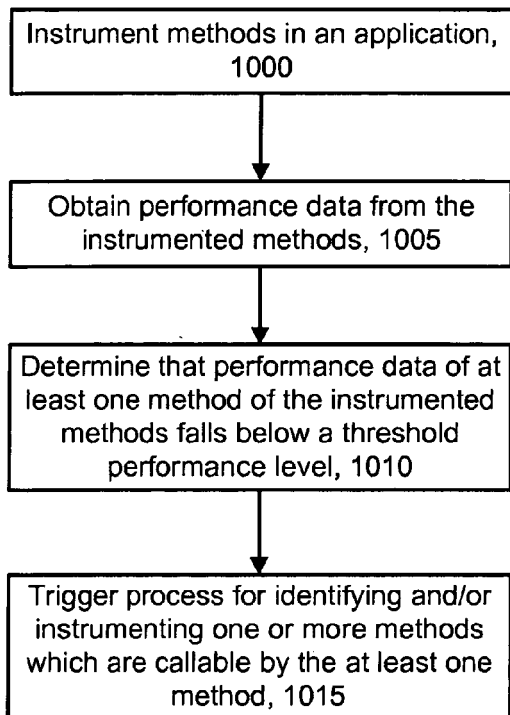 Instrument methods in an application,
1000
Obtain performance data from the
instrumented methods, 1005
Determine that performance data of at
least one method of the instrumented
methods falls below a threshold
performance level, 1010
Trigger process for identifying and/or
instrumenting one or more methods
which are callable by the at least one
method, 1015